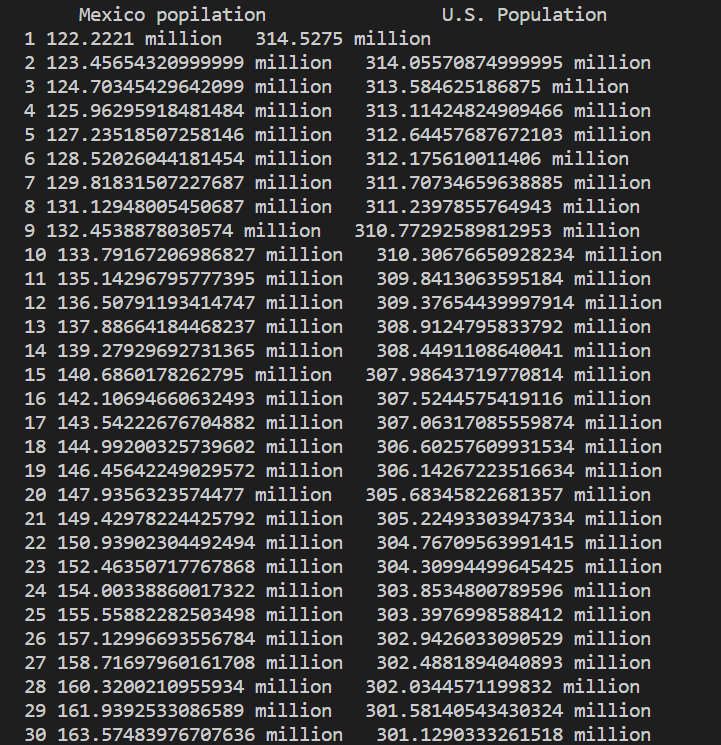 Mexico popilation U.S. Population
1 122.2221 million 314.5275 million
2 123.45654320999999 million 314.05570874999995 million
3 124.70345429642099 million 313.584625186875 million
4 125.96295918481484 million 313.11424824909466 million
5 127.23518507258146 million 312.64457687672103 million
6 128.52026044181454 million 312.175610011406 million
7 129.81831507227687 million 311.70734659638885 million
8 131.12948005450687 million 311.2397855764943 million
9 132.4538878030574 million 310.77292589812953 million
10 133.79167206986827 million 310.30676650928234 million
11 135.14296795777395 million 309.8413063595184 million
12 136.50791193414747 million 309.37654439997914 million
13 137.88664184468237 million 308.9124795833792 million
14 139.27929692731365 million 308.4491108640041 million
15 140.6860178262795 million 307.98643719770814 million
16 142.10694660632493 million 307.5244575419116 million
17 143.54222676704882 million 307.06317085559874 million
18 144.99200325739602 million 306.60257609931534 million
19 146.45642249029572 million 306.14267223516634 million
20 147.9356323574477 million 305.68345822681357 million
21 149.42978224425792 million 305.22493303947334 million
22 150.93902304492494 million 304.76709563991415 million
23 152.46350717767868 million 304.30994499645425 million
24 154.00338860017322 million 303.8534800789596 million
25 155.55882282503498 million 303.3976998588412 million
26 157.12996693556784 million 302.9426033090529 million
27 158.71697960161708 million 302.4881894040893 million
28 160.3200210955934 million 302.0344571199832 million
29 161.9392533086589 million 301.58140543430324 million
30 163.57483976707636 million 301.1290333261518 million